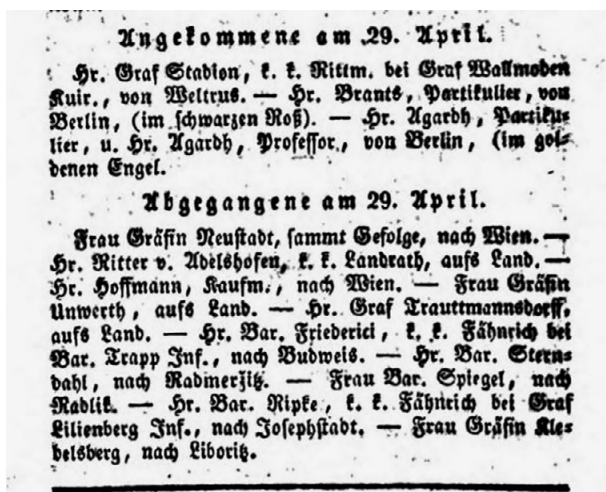 Angekommene am 29. April.
Hr. Graf Stadion, k. k. Rittm. bei Graf Wallmoden
Kuir., von Weltrus. — Hr. Brants, Partikulier, von
Berlin, (im schwarzen Roß). — Hr. Agardh, Partiku-
lier, u. Hr. Agardh, Professor, von Berlin, (im gol-
denen Engel.
Abgegangene am 29. April.
Frau Gräfin Neustadt, sammt Gefolge, nach Wien. —
Hr. Ritter v. Adelshofen, k. k. Landrath, aufs Land. —
Hr. Hoffmann, Kaufm., nach Wien. — Frau Gräfin
Unwerth, aufs Land. — Hr. Graf Trauttmannsdorff,
aufs Land. — Hr. Bar. Friederici, k. k. Fähnrich bei
Bar. Trapp Inf., nach Budweis. — Hr. Bar. Stern-
dahl, nach Radmeržitz. — Frau Bar. Spiegel, nach
Radlik. — Hr. Bar. Ripke, k. k. Fähnrich bei Graf
Lilienberg Inf., nach Josephstadt. — Frau Gräfin Kle-
belsberg, nach Liboritz.